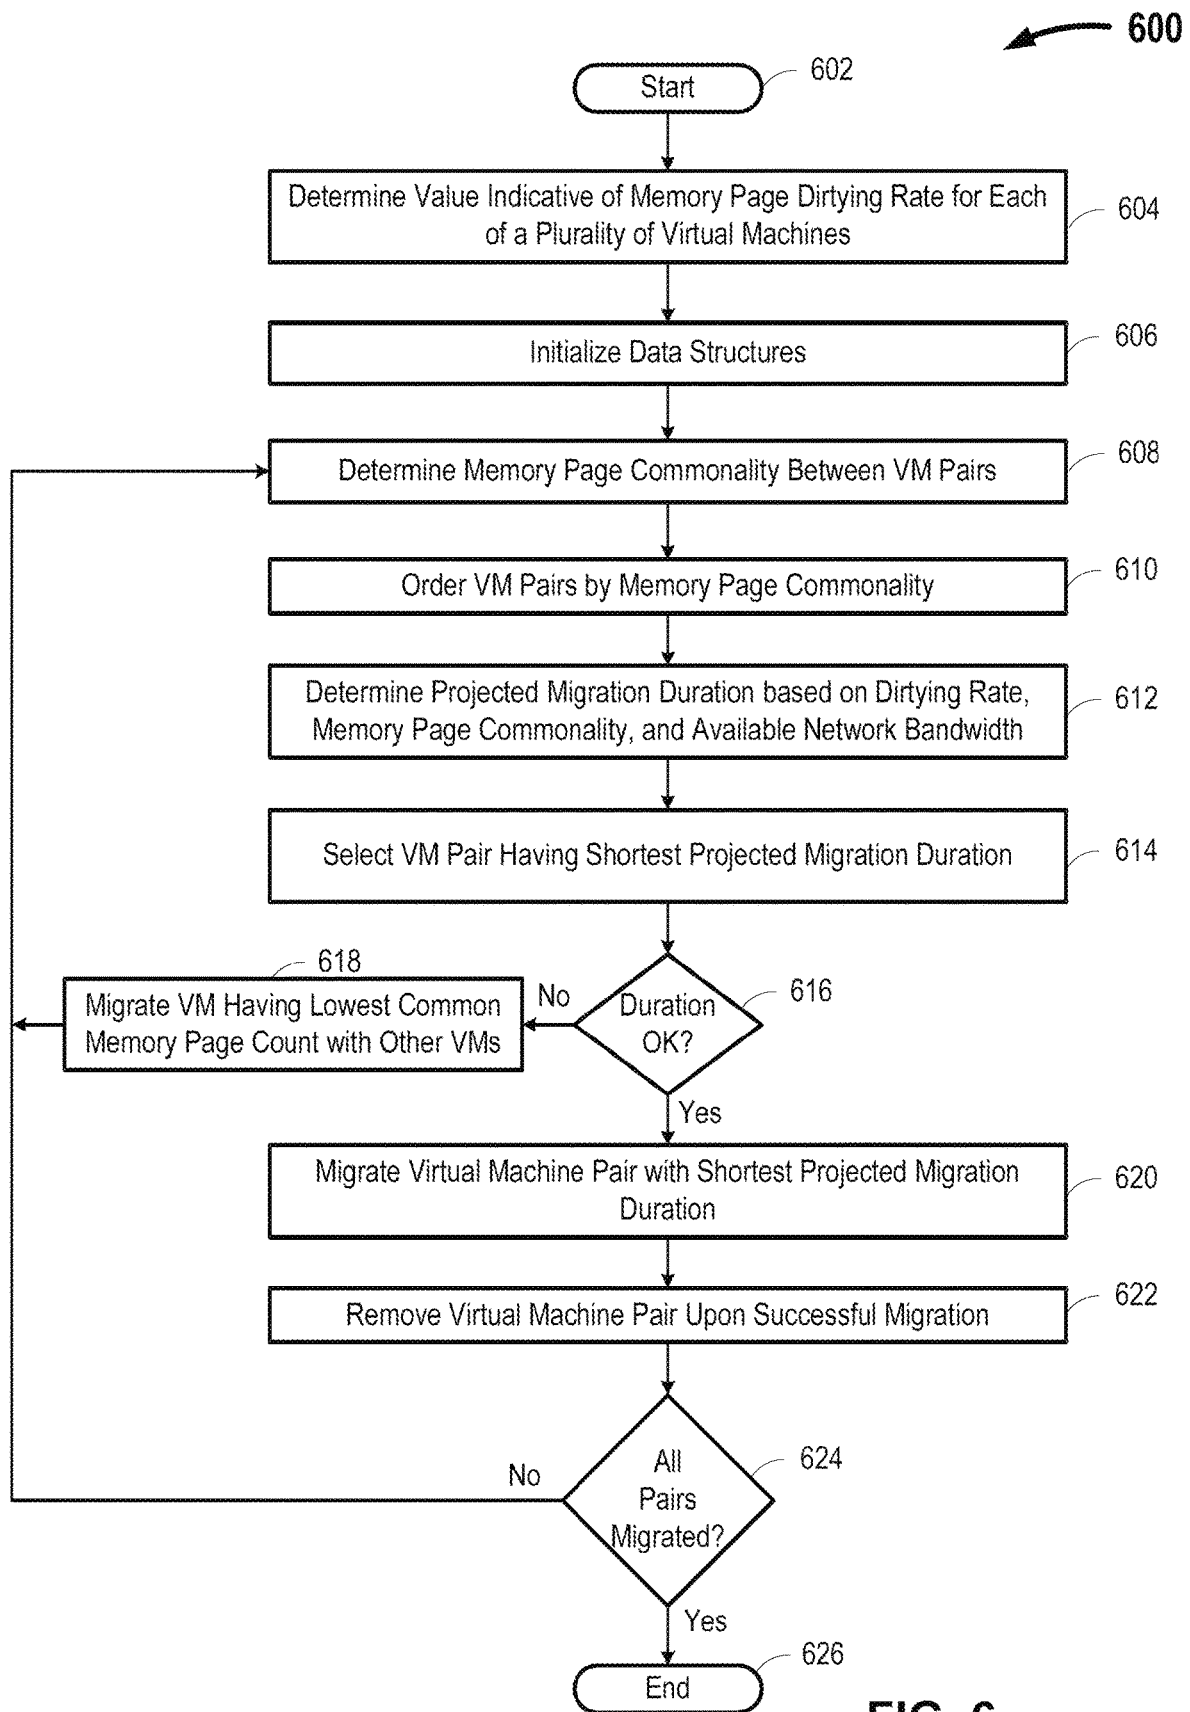 600
Start
602
Determine Value Indicative of Memory Page Dirtying Rate for Each
of a Plurality of Virtual Machines
604
Initialize Data Structures
606
Determine Memory Page Commonality Between VM Pairs
608
Order VM Pairs by Memory Page Commonality
610
Determine Projected Migration Duration based on Dirtying Rate,
Memory Page Commonality, and Available Network Bandwidth
612
Select VM Pair Having Shortest Projected Migration Duration
614
618
Migrate VM Having Lowest Common
Memory Page Count with Other VMs
No
Duration
OK?
616
Yes
Migrate Virtual Machine Pair with Shortest Projected Migration
Duration
620
Remove Virtual Machine Pair Upon Successful Migration
622
No
All
Pairs
Migrated?
624
Yes
End
626
FIG. 6